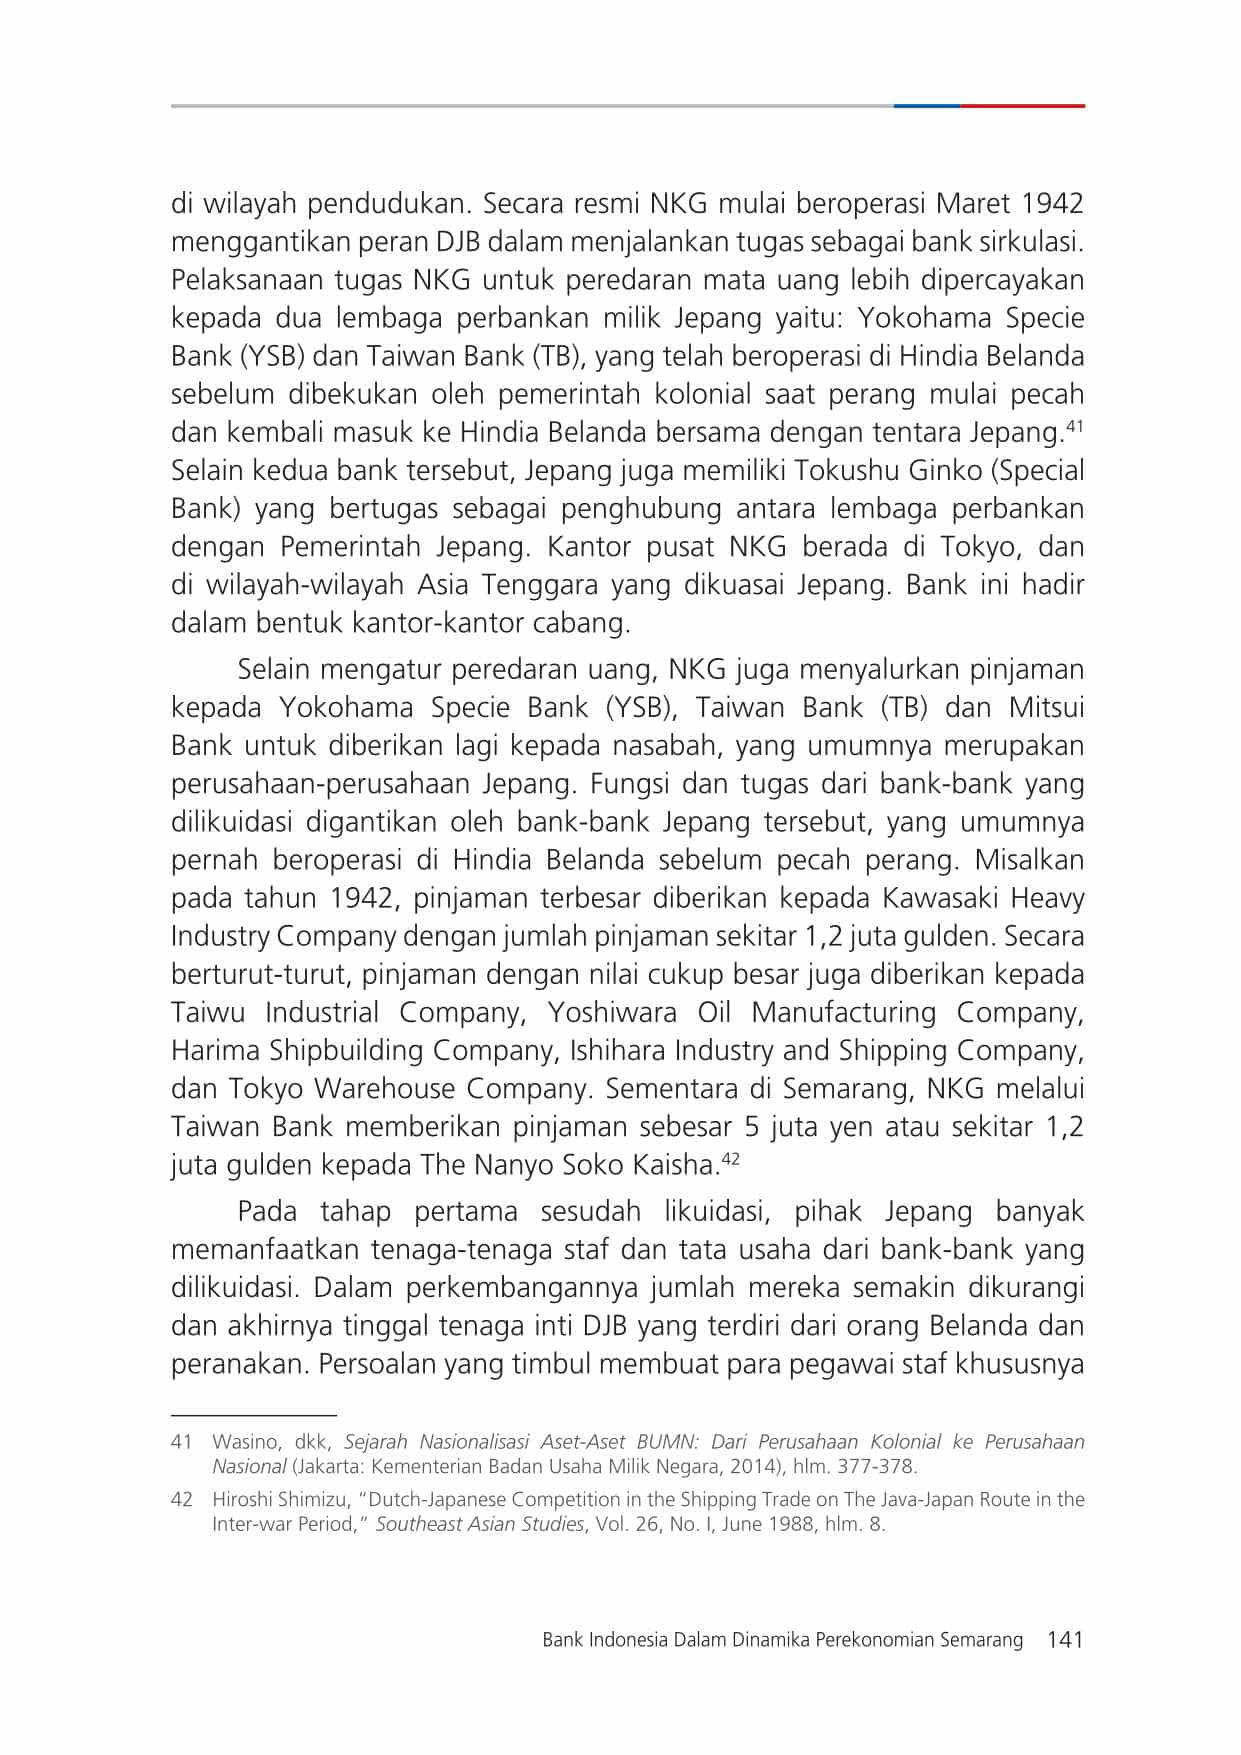 di wilayah pendudukan. Secara resmi NKG mulai beroperasi Maret 1942
menggantikan peran DJB dalam menjalankan tugas sebagai bank sirkulasi.
Pelaksanaan tugas NKG untuk peredaran mata uang lebih dipercayakan
kepada dua lembaga perbankan milik Jepang yaitu: Yokohama Specie
Bank (YSB) dan Taiwan Bank (TB), yang telah beroperasi di Hindia Belanda
sebelum dibekukan oleh pemerintah kolonial saat perang mulai pecah
dan kembali masuk ke Hindia Belanda bersama dengan tentara Jepang.41
Selain kedua bank tersebut, Jepang juga memiliki Tokushu Ginko (Special
Bank) yang bertugas sebagai penghubung antara lembaga perbankan
dengan Pemerintah Jepang. Kantor pusat NKG berada di Tokyo, dan
di wilayah-wilayah Asia Tenggara yang dikuasai Jepang. Bank ini hadir
dalam bentuk kantor-kantor cabang.
Selain mengatur peredaran uang, NKG juga menyalurkan pinjaman
kepada Yokohama Specie Bank (YSB), Taiwan Bank (TB) dan Mitsui
Bank untuk diberikan lagi kepada nasabah, yang umumnya merupakan
perusahaan-perusahaan Jepang. Fungsi dan tugas dari bank-bank yang
dilikuidasi digantikan oleh bank-bank Jepang tersebut, yang umumnya
pernah beroperasi di Hindia Belanda sebelum pecah perang. Misalkan
pada tahun 1942, pinjaman terbesar diberikan kepada Kawasaki Heavy
Industry Company dengan jumlah pinjaman sekitar 1,2 juta gulden. Secara
berturut-turut, pinjaman dengan nilai cukup besar juga diberikan kepada
Taiwu Industrial Company, Yoshiwara Oil Manufacturing Company,
Harima Shipbuilding Company, Ishihara Industry and Shipping Company,
dan Tokyo Warehouse Company. Sementara di Semarang, NKG melalui
Taiwan Bank memberikan pinjaman sebesar 5 juta yen atau sekitar 1,2
juta gulden kepada The Nanyo Soko Kaisha.42
Pada tahap pertama sesudah likuidasi, pihak Jepang banyak
memanfaatkan tenaga-tenaga staf dan tata usaha dari bank-bank yang
dilikuidasi. Dalam perkembangannya jumlah mereka semakin dikurangi
dan akhirnya tinggal tenaga inti DJB yang terdiri dari orang Belanda dan
peranakan. Persoalan yang timbul membuat para pegawai staf khususnya
41 Wasino, dkk, Sejarah Nasionalisasi Aset-Aset BUMN: Dari Perusahaan Kolonial ke Perusahaan
Nasional (Jakarta: Kementerian Badan Usaha Milik Negara, 2014), hlm. 377-378.
42 Hiroshi Shimizu, “Dutch-Japanese Competition in the Shipping Trade on The Java-Japan Route in the
Inter-war Period,” Southeast Asian Studies, Vol. 26, No. I, June 1988, hlm. 8.
Bank Indonesia Dalam Dinamika Perekonomian Semarang 141